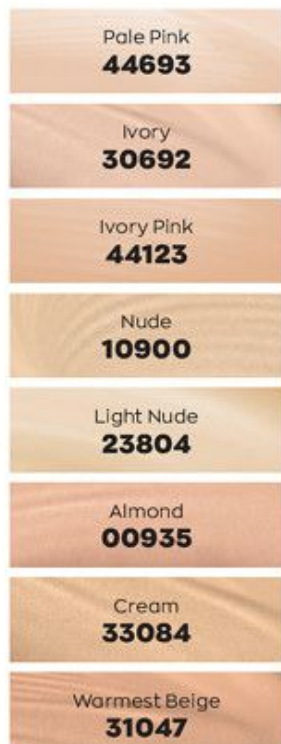 Pale Pink
44693
Ivory
30692
Ivory Pink
44123
Nude
10900
Light Nude
23804
Almond
00935
Cream
33084
Warmest Beige
31047